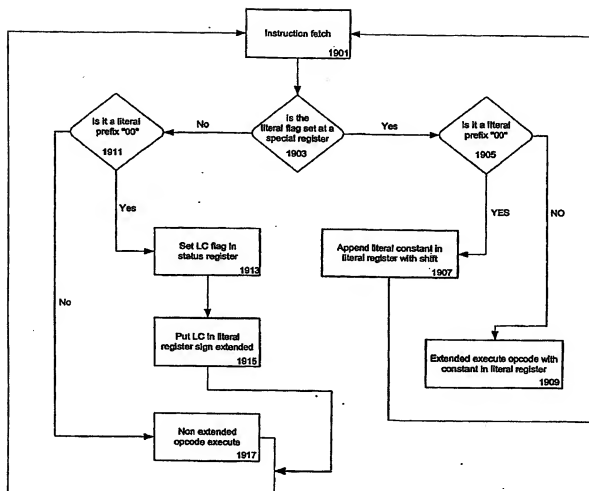 Instruction fetch
1901
Is the
literal flag set at a
special register
1903
No
Yes
Is it a literal
prefix "00"
1911
Is it a literal
prefix "00"
1905
Yes
YES
NO
Set LC flag in
status register
1913
Append literal constant in
literal register with shift
1907
No
Put LC in literal
register sign extended
1915
Extended execute opcode with
constant in literal register
1909
Non extended
opcode execute
1917